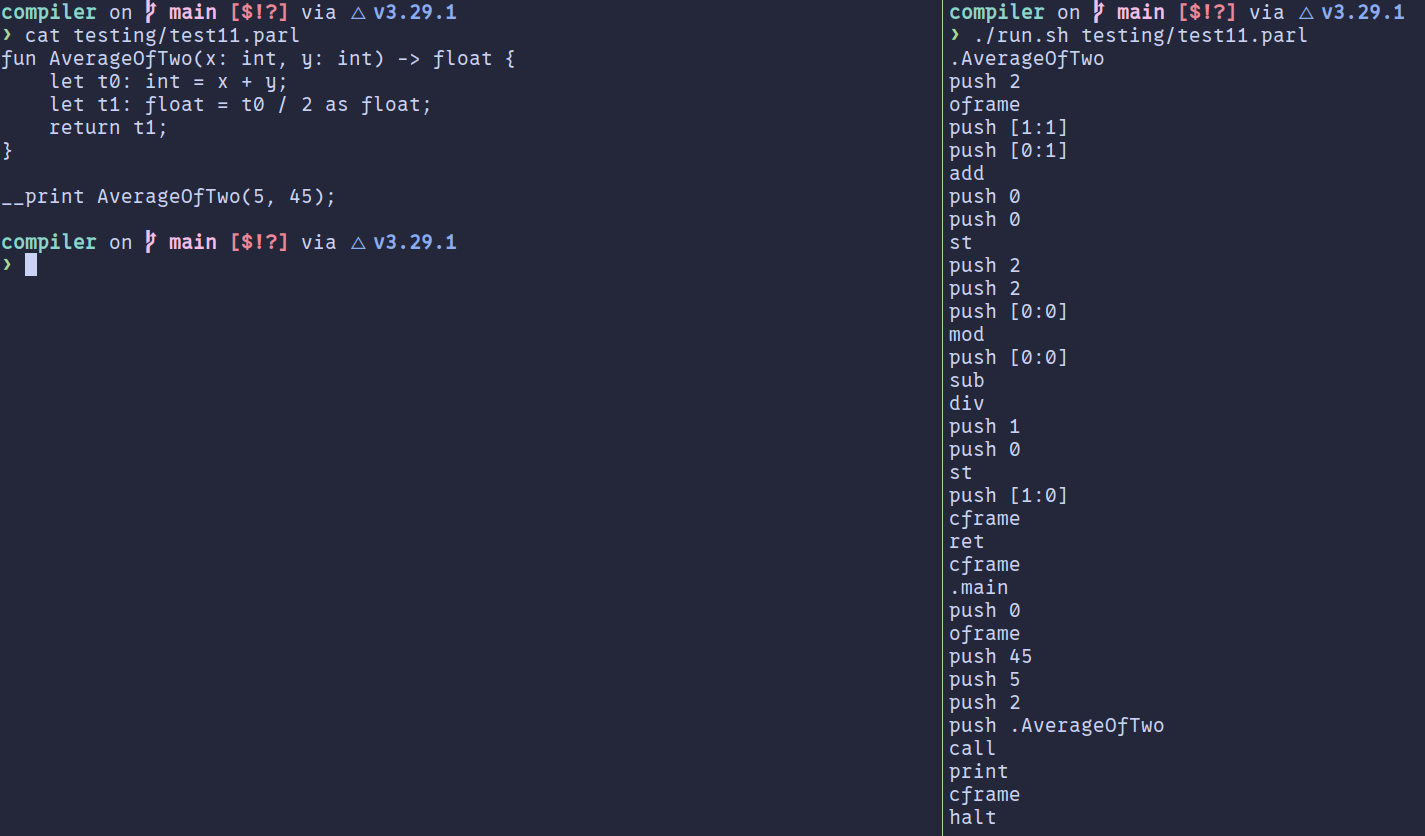 compiler on main [$!?] via △ v3.29.1
❯ cat testing/test11.parl
fun AverageOfTwo(x: int, y: int) -> float {
    let t0: int = x + y;
    let t1: float = t0 / 2 as float;
    return t1;
}

__print AverageOfTwo(5, 45);

compiler on main [$!?] via △ v3.29.1
❯
compiler on main [$!?] via △ v3.29.1
❯ ./run.sh testing/test11.parl
.AverageOfTwo
push 2
oframe
push [1:1]
push [0:1]
add
push 0
push 0
st
push 2
push 2
push [0:0]
mod
push [0:0]
sub
div
push 1
push 0
st
push [1:0]
cframe
ret
cframe
.main
push 0
oframe
push 45
push 5
push 2
push .AverageOfTwo
call
print
cframe
halt